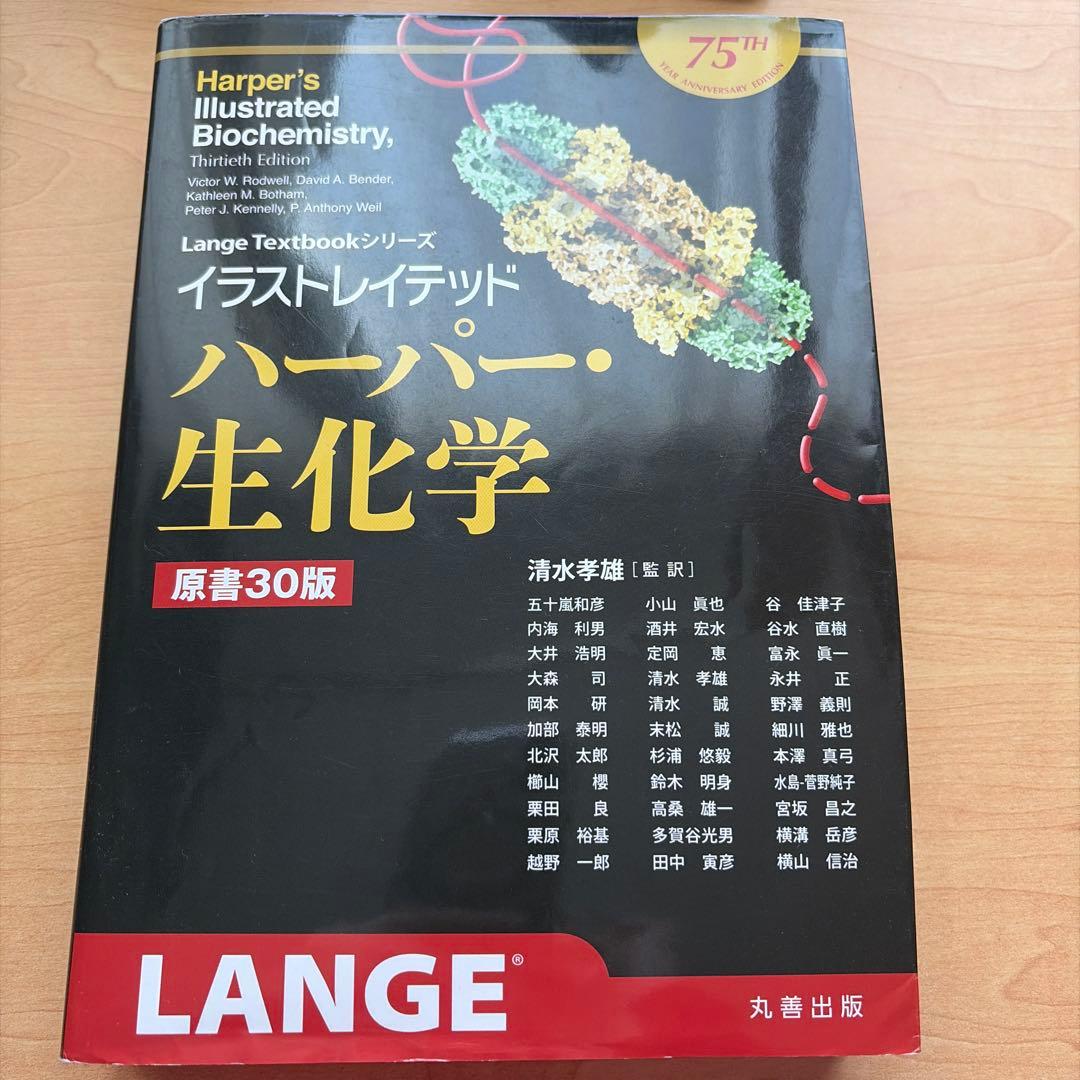 75TH
YEAR ANNIVERSARY EDITION
Harper's
Illustrated
Biochemistry,
Thirtieth Edition
Victor W. Rodwell, David A. Bender,
Kathleen M. Botham,
Peter J. Kennelly, P. Anthony Weil
Lange Textbookシリーズ
イラストレイテッド
ハーパー・
生化学
原書30版
清水孝雄[監訳]
五十嵐和彦 小山 眞也 谷 佳津子
内海 利男 酒井 宏水 谷水 直樹
大井 浩明 定岡 恵 富永 眞一
大森 司 清水 孝雄 永井 正
岡本 研 清水 誠 野澤 義則
加部 泰明 末松 誠 細川 雅也
北沢 太郎 杉浦 悠毅 本澤 真弓
櫛山 櫻 鈴木 明身 水島-菅野純子
栗田 良 高桑 雄一 宮坂 昌之
栗原 裕基 多賀谷光男 横溝 岳彦
越野 一郎 田中 寅彦 横山 信治
LANGE®
丸善出版